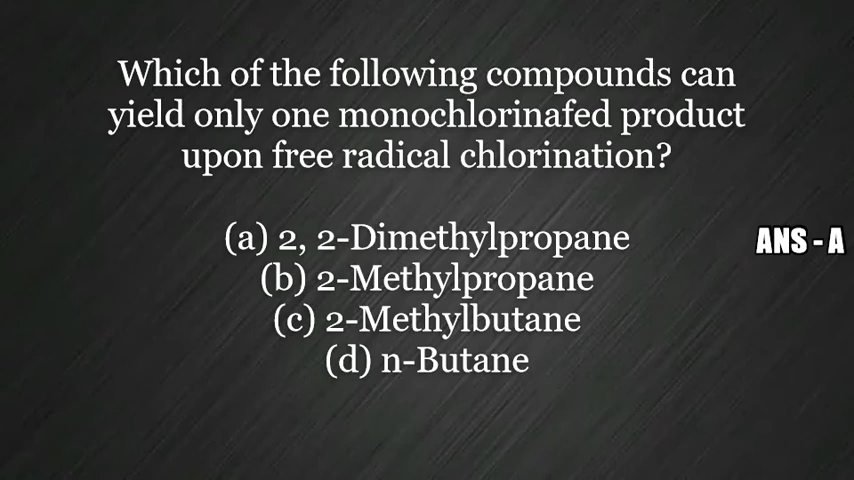 Which of the following compounds can
yield only one monochlorinafed product
upon free radical chlorination?
(a) 2, 2-Dimethylpropane
(b) 2-Methylpropane
(c) 2-Methylbutane
(d) n-Butane
ANS - A